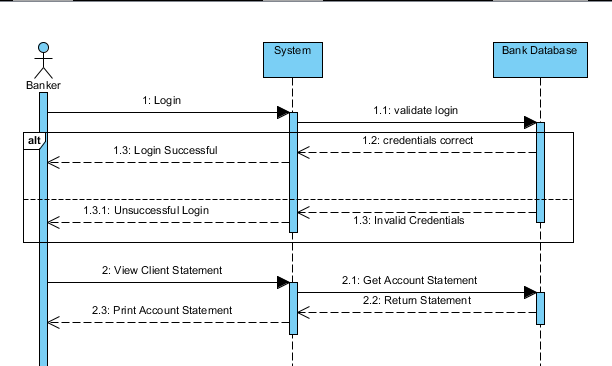 System
Bank Database
Banker
1: Login
1.1: validate login
alt
1.2: credentials correct
1.3: Login Successful
1.3.1: Unsuccessful Login
1.3: Invalid Credentials
2: View Client Statement
2.1: Get Account Statement
2.2: Return Statement
2.3: Print Account Statement